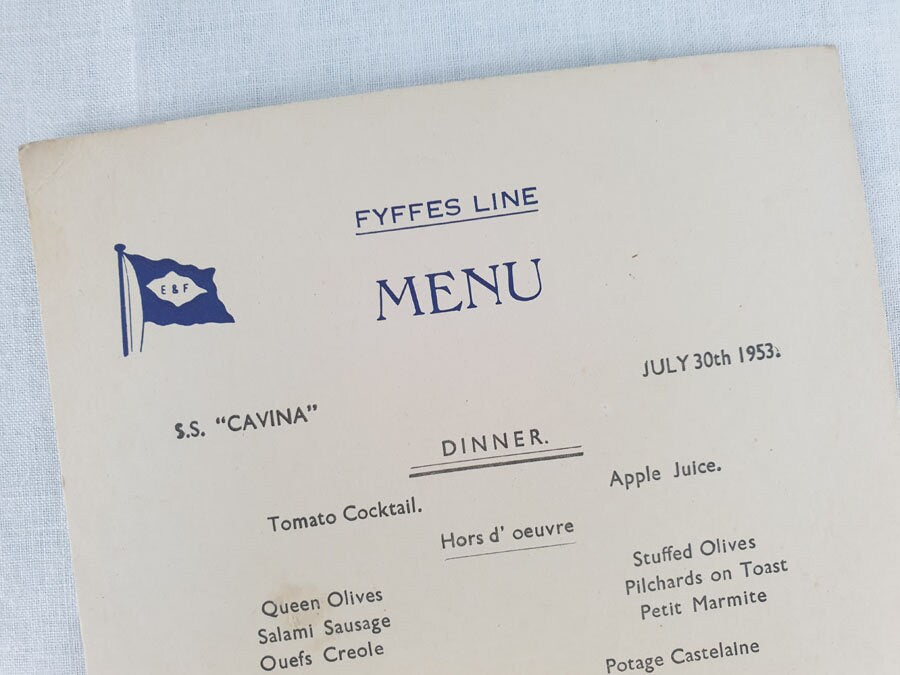 FYFFES LINE
E & F
MENU
JULY 30th 1953.
S.S. "CAVINA"
DINNER.
Tomato Cocktail.
Apple Juice.
Hors d' oeuvre
Queen Olives
Stuffed Olives
Salami Sausage
Pilchards on Toast
Ouefs Creole
Petit Marmite
Potage Castelaine